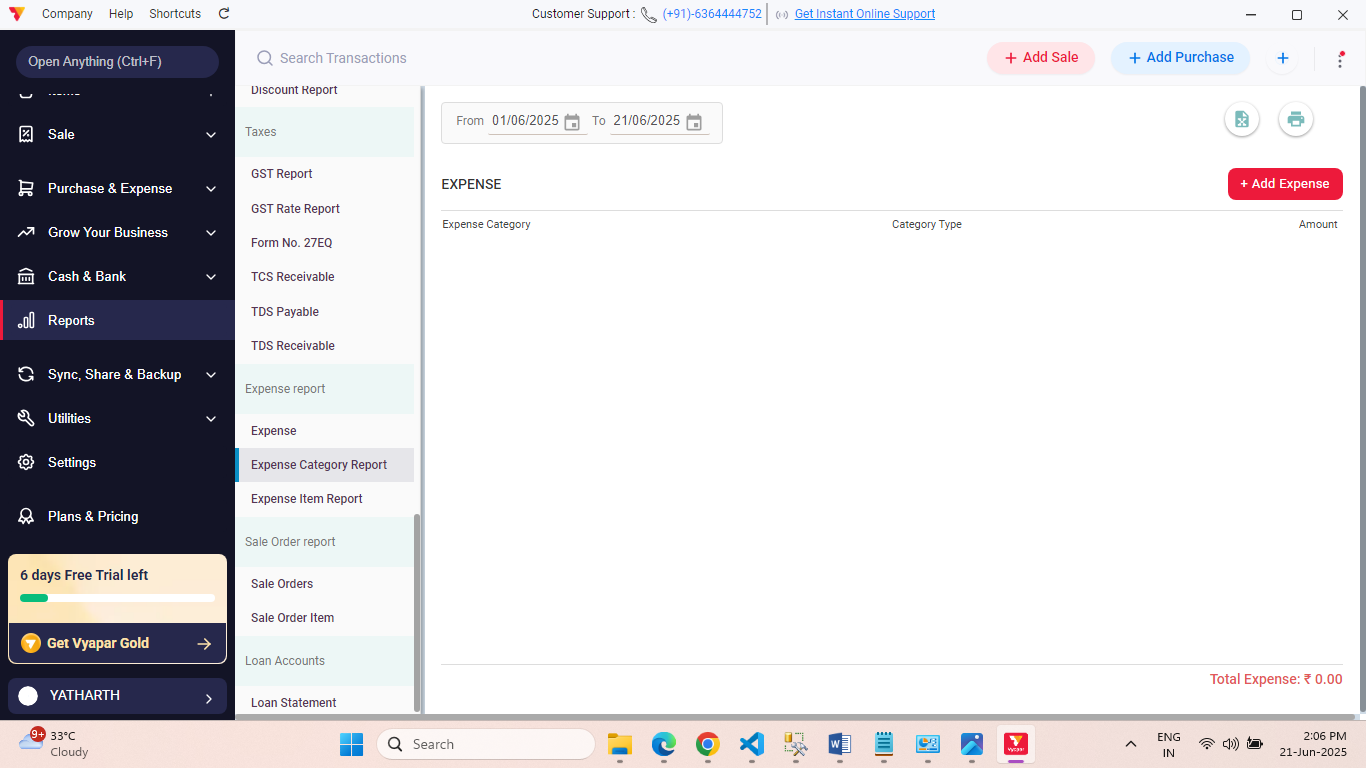 Company Help Shortcuts
Customer Support : (+91)-6364444752 Get Instant Online Support
Open Anything (Ctrl+F)
Search Transactions
+ Add Sale
+ Add Purchase
Items
Sale
Purchase & Expense
Grow Your Business
Cash & Bank
Reports
Sync, Share & Backup
Utilities
Settings
Plans & Pricing
6 days Free Trial left
Get Vyapar Gold
YATHARTH
Discount Report
Taxes
GST Report
GST Rate Report
Form No. 27EQ
TCS Receivable
TDS Payable
TDS Receivable
Expense report
Expense
Expense Category Report
Expense Item Report
Sale Order report
Sale Orders
Sale Order Item
Loan Accounts
Loan Statement
From 01/06/2025 To 21/06/2025
EXPENSE
+ Add Expense
Expense Category Category Type Amount
Total Expense: ₹ 0.00
9+
33°C
Cloudy
Search
Vyapar
ENG
IN
2:06 PM
21-Jun-2025